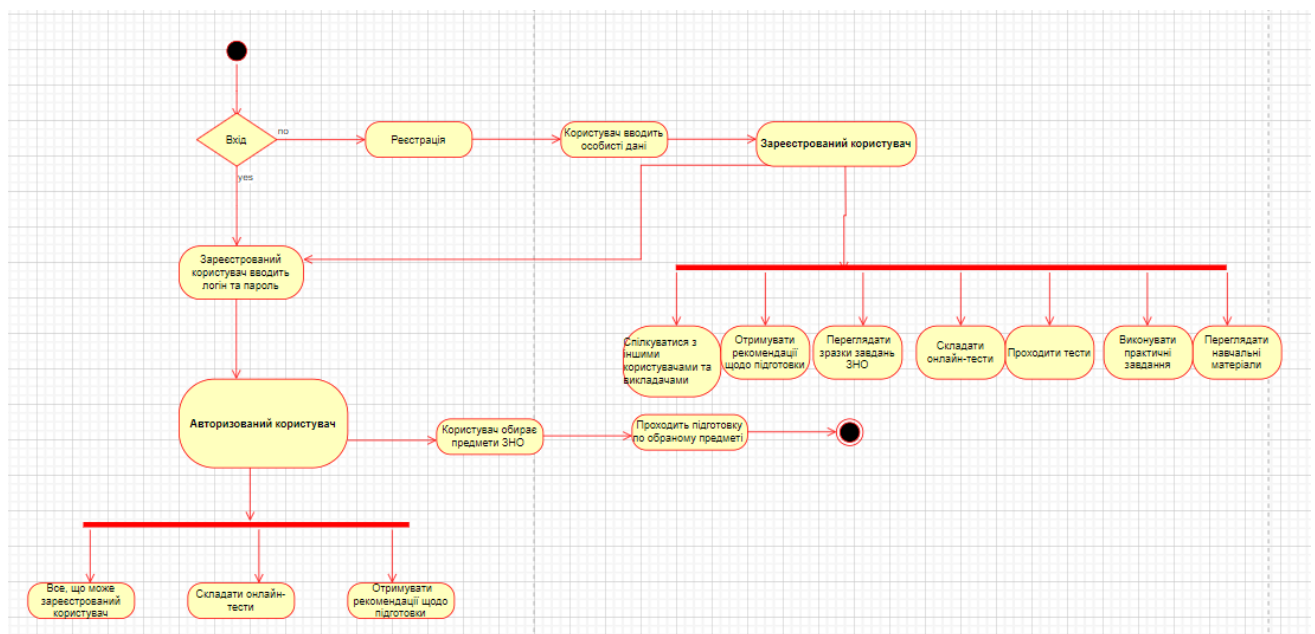 Вхід
no
Реєстрація
Користувач вводить
особисті дані
Зареєстрований користувач
yes
Зареєстрований
користувач вводить
логін та пароль
Спілкуватися з
іншими
користувачами та
викладачами
Отримувати
рекомендації
щодо підготовки
Переглядати
зразки завдань
ЗНО
Складати
онлайн-тести
Проходити тести
Виконувати
практичні
завдання
Переглядати
навчальні
матеріали
Авторизований користувач
Користувач обирає
предмети ЗНО
Проходить підготовку
по обраному предметі
Все, що може
зареєстрований
користувач
Складати онлайн-
тести
Отримувати
рекомендації щодо
підготовки